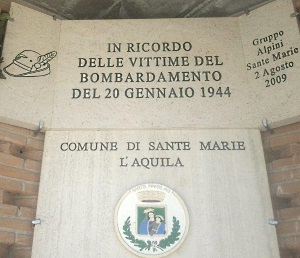 IN RICORDO
DELLE VITTIME DEL
BOMBARDAMENTO
DEL 20 GENNAIO 1944
Gruppo
Alpini
Sante Marie
2 Agosto
2009
COMUNE DI SANTE MARIE
L'AQUILA